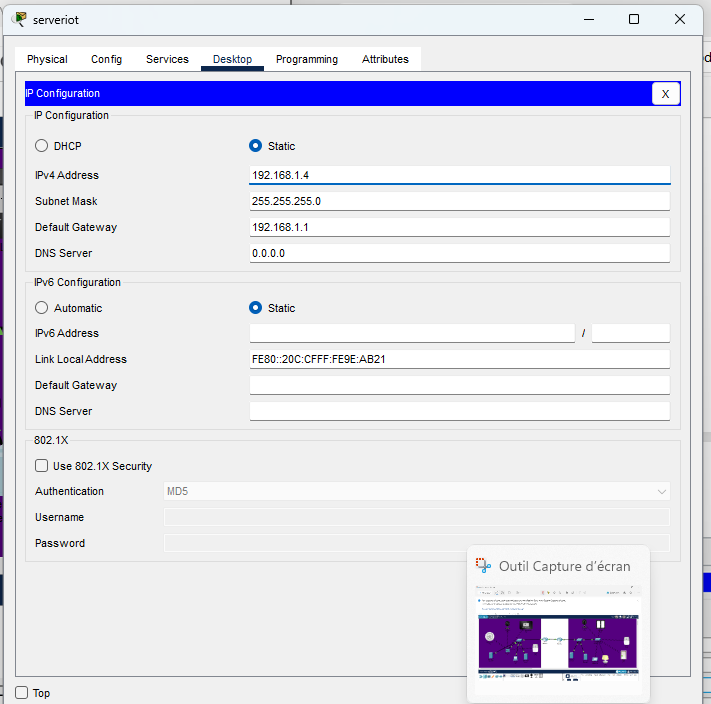 serveriot
Physical Config Services Desktop Programming Attributes
IP Configuration X
IP Configuration
DHCP Static
IPv4 Address 192.168.1.4
Subnet Mask 255.255.255.0
Default Gateway 192.168.1.1
DNS Server 0.0.0.0
IPv6 Configuration
Automatic Static
IPv6 Address /
Link Local Address FE80::20C:CFFF:FE9E:AB21
Default Gateway
DNS Server
802.1X
Use 802.1X Security
Authentication MD5
Username
Password
Outil Capture d'écran
Top